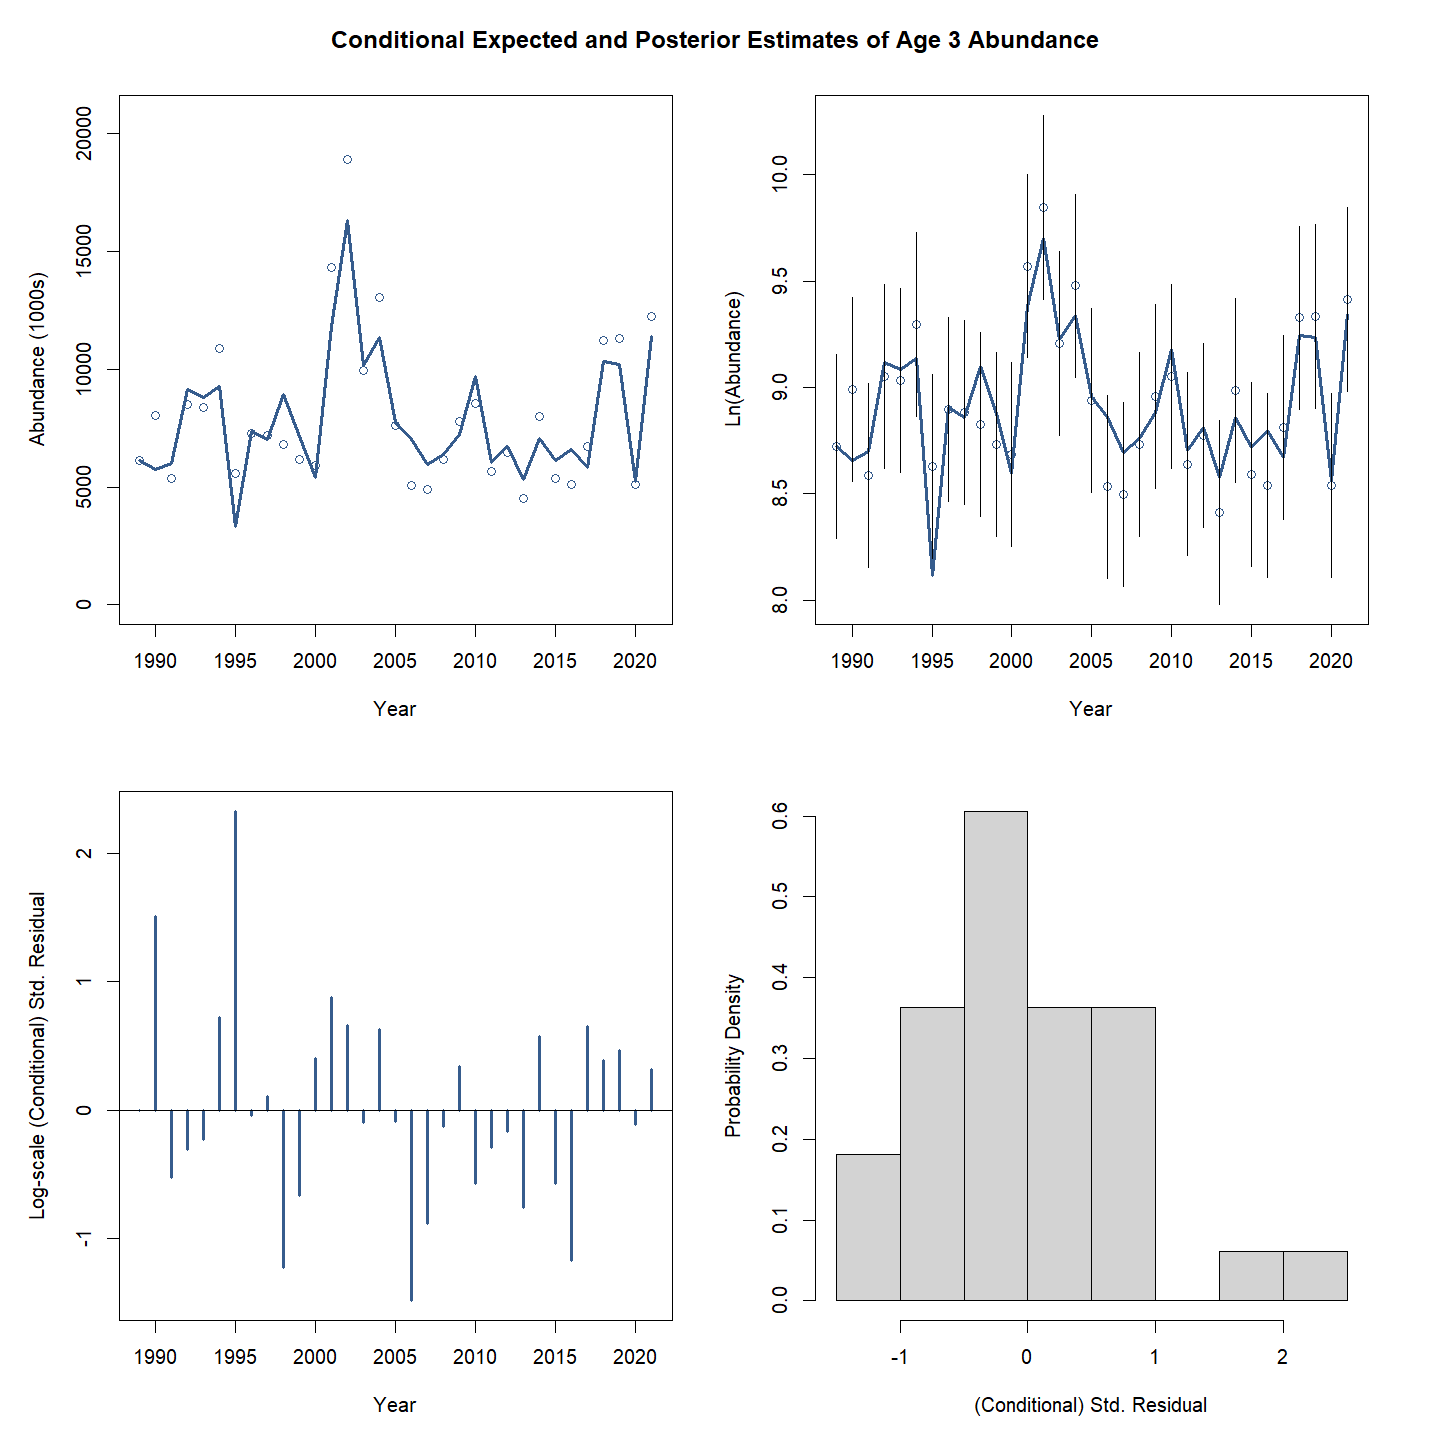 Conditional Expected and Posterior Estimates of Age 3 Abundance
Abundance (1000s)
20000
15000
10000
5000
0
1990 1995 2000 2005 2010 2015 2020
Year
Ln(Abundance)
10.0
9.5
9.0
8.5
8.0
1990 1995 2000 2005 2010 2015 2020
Year
Log-scale (Conditional) Std. Residual
2
1
0
-1
1990 1995 2000 2005 2010 2015 2020
Year
Probability Density
0.6
0.5
0.4
0.3
0.2
0.1
0.0
-1 0 1 2
(Conditional) Std. Residual